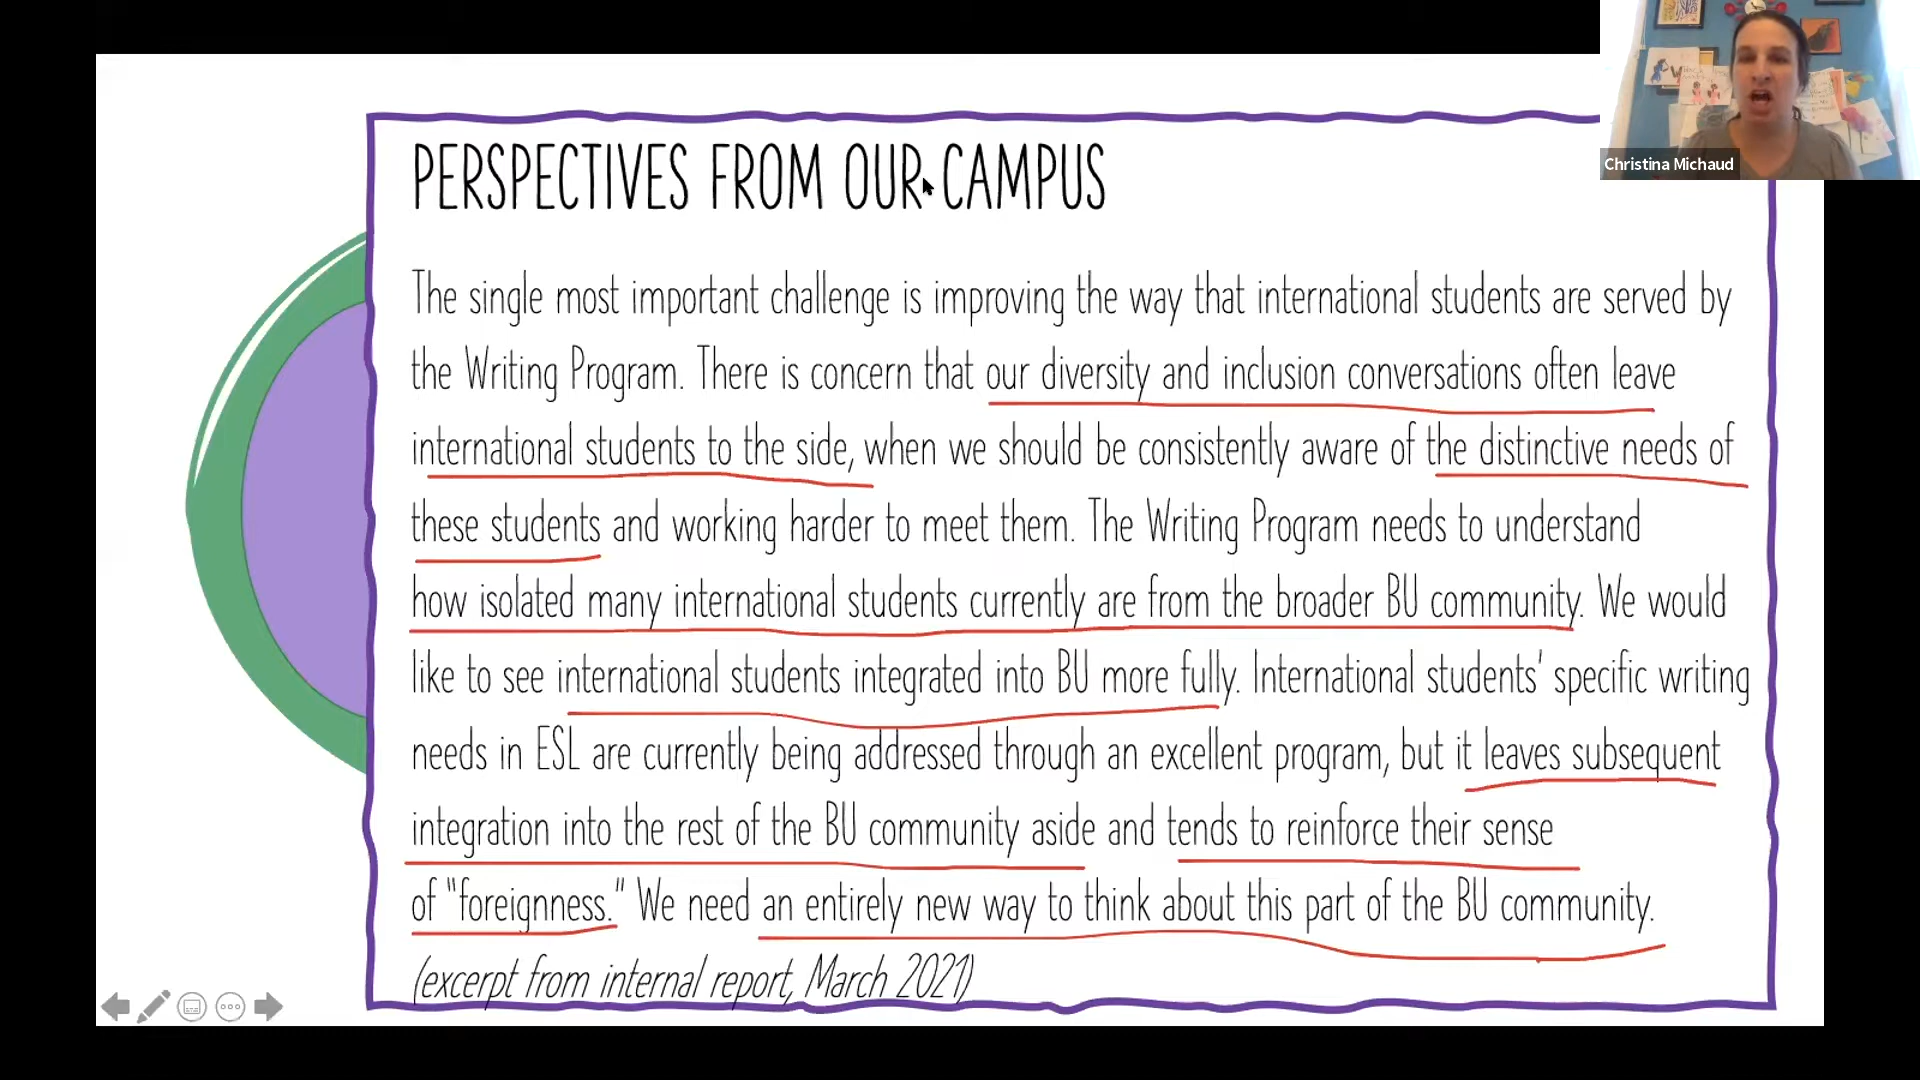 Christina Michaud
PERSPECTIVES FROM OUR CAMPUS
The single most important challenge is improving the way that international students are served by
the Writing Program. There is concern that our diversity and inclusion conversations often leave
international students to the side, when we should be consistently aware of the distinctive needs of
these students and working harder to meet them. The Writing Program needs to understand
how isolated many international students currently are from the broader BU community. We would
like to see international students integrated into BU more fully. International students' specific writing
needs in ESL are currently being addressed through an excellent program, but it leaves subsequent
integration into the rest of the BU community aside and tends to reinforce their sense
of "foreignness." We need an entirely new way to think about this part of the BU community.
(excerpt from internal report, March 2021)